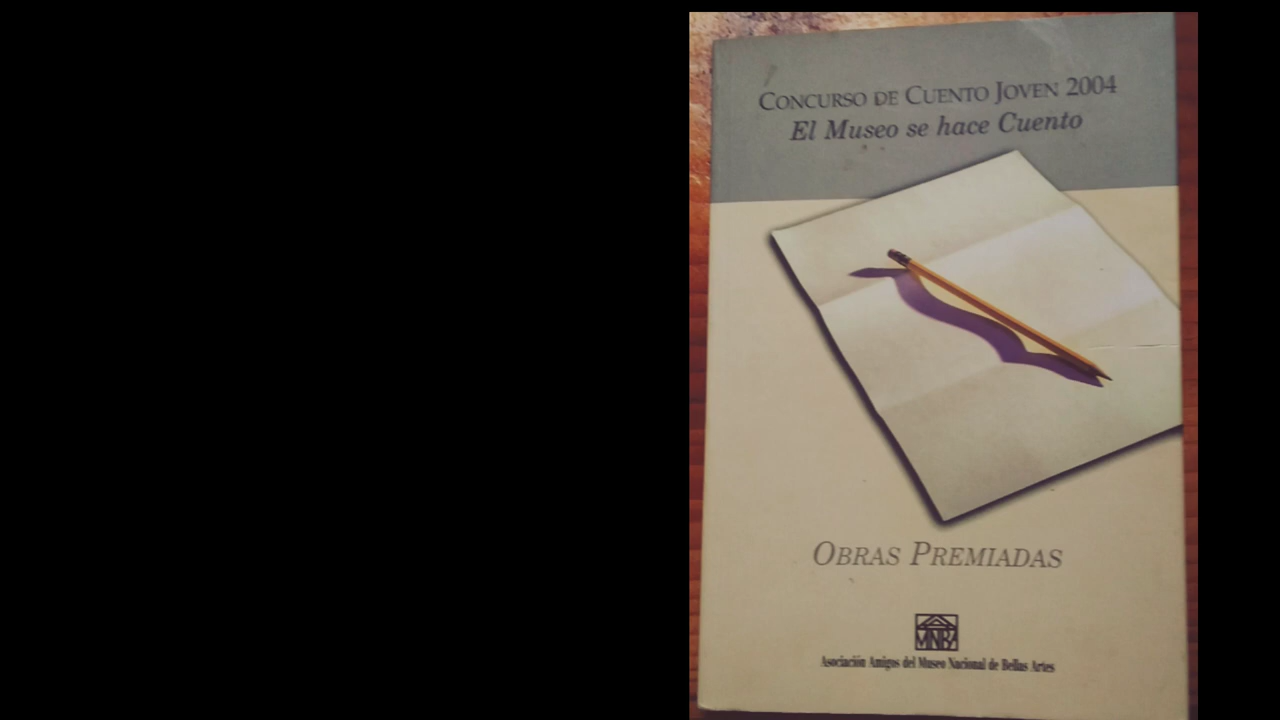 CONCURSO DE CUENTO JOVEN 2004
El Museo se hace Cuento
OBRAS PREMIADAS
MNBA
Asociación Amigos del Museo Nacional de Bellas Artes